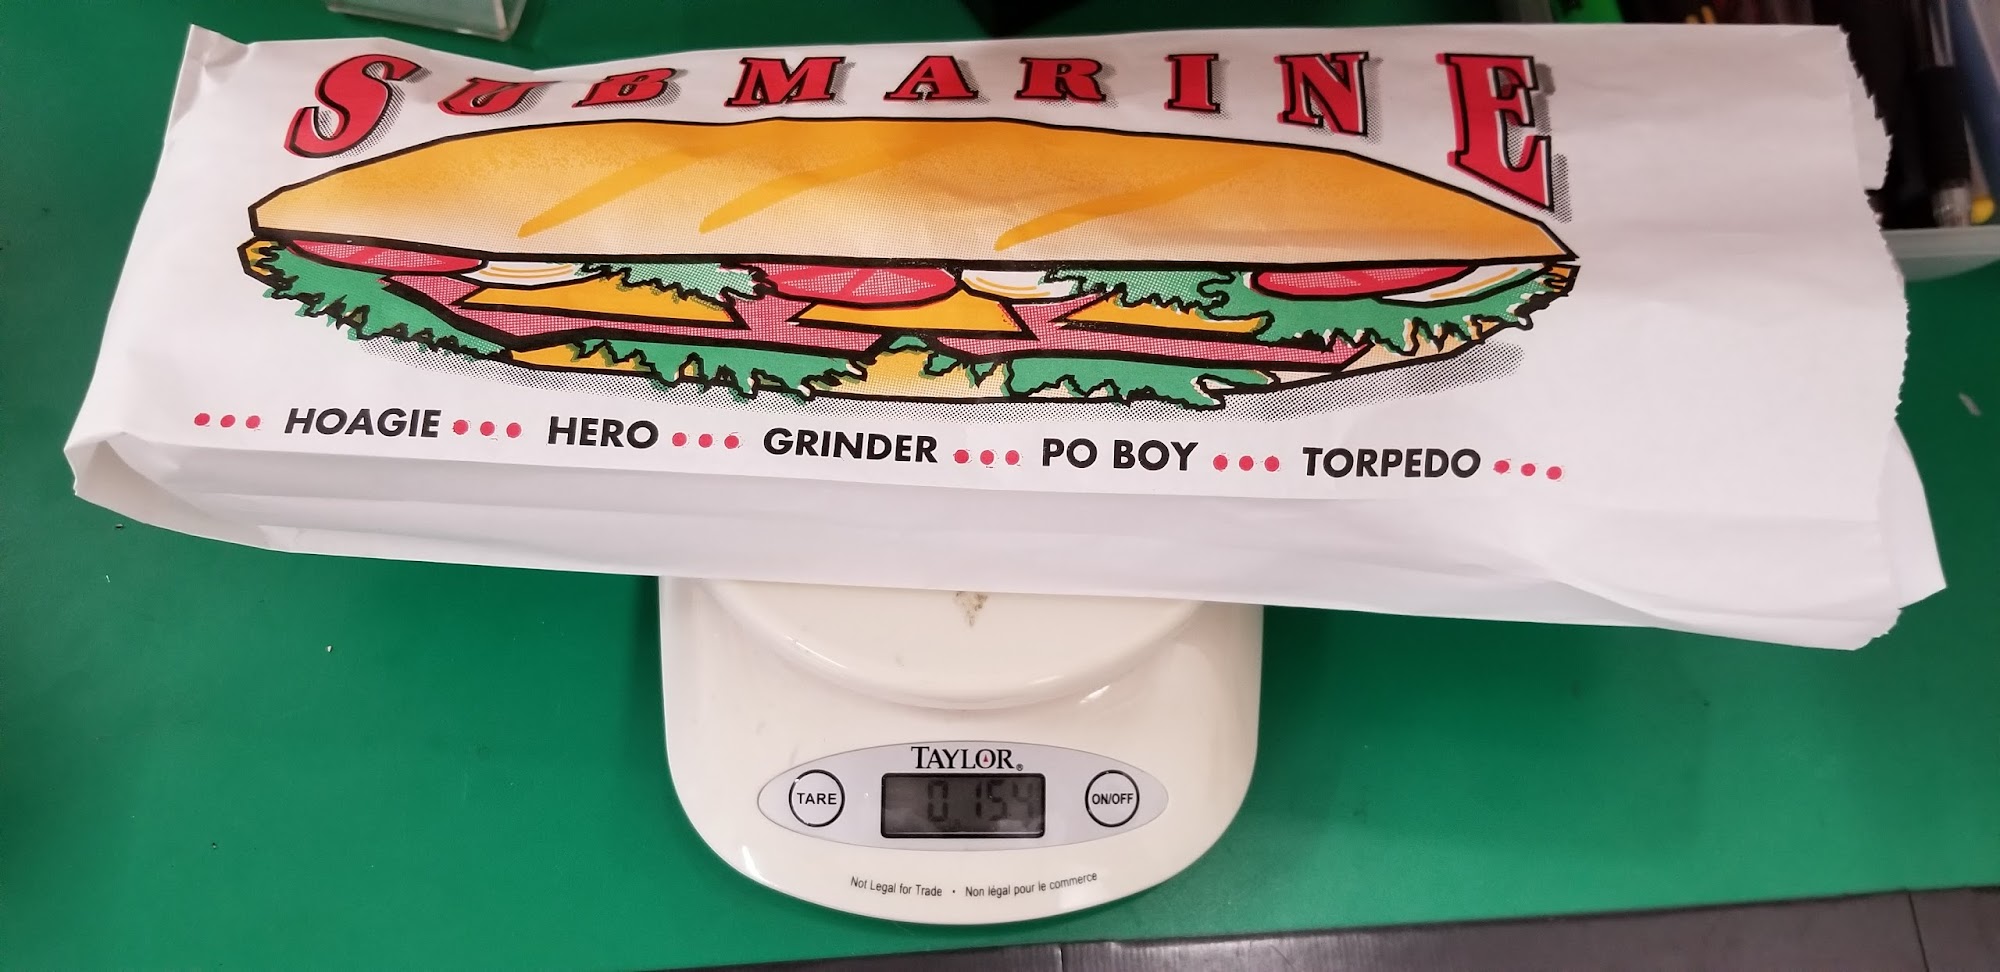 SUBMARINE
••• HOAGIE ••• HERO ••• GRINDER ••• PO BOY ••• TORPEDO •••
TAYLOR®
TARE
0.154
ON/OFF
Not Legal for Trade • Non légal pour le commerce